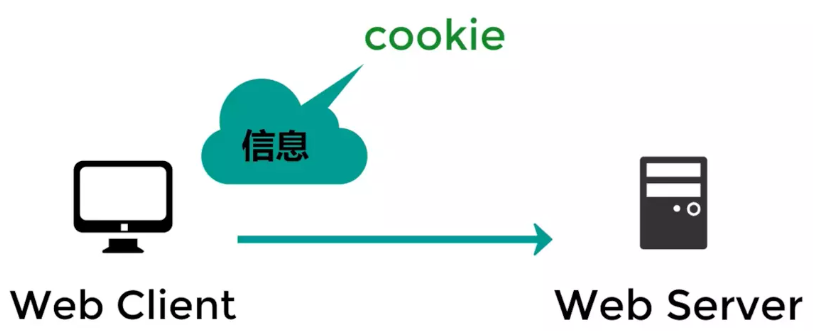 cookie
信息
Web Client
Web Server